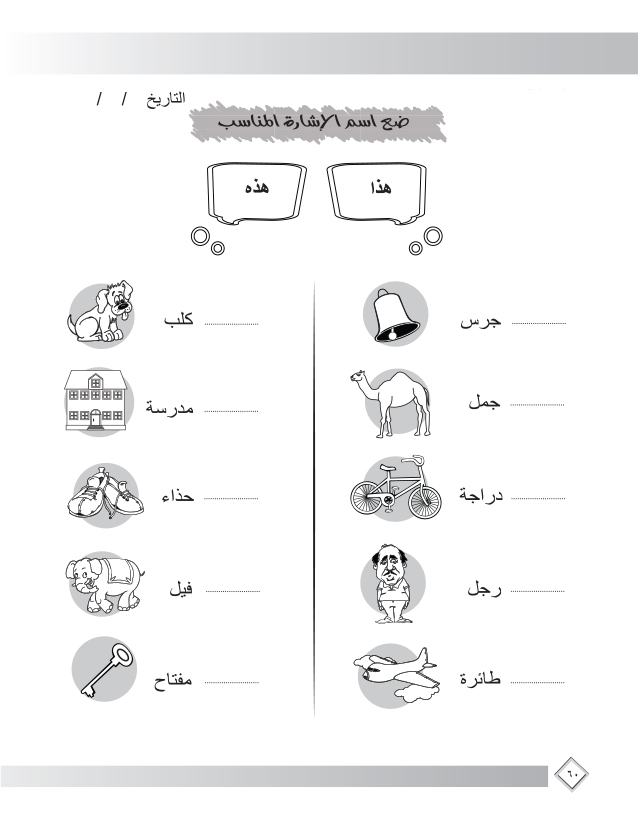 التاريخ / /
ضع اسم الإشارة المناسب
هذا
هذه
.................. جرس
.................. جمل
.................. دراجة
.................. رجل
.................. طائرة
.................. كلب
.................. مدرسة
.................. حذاء
.................. فيل
.................. مفتاح
٦٠